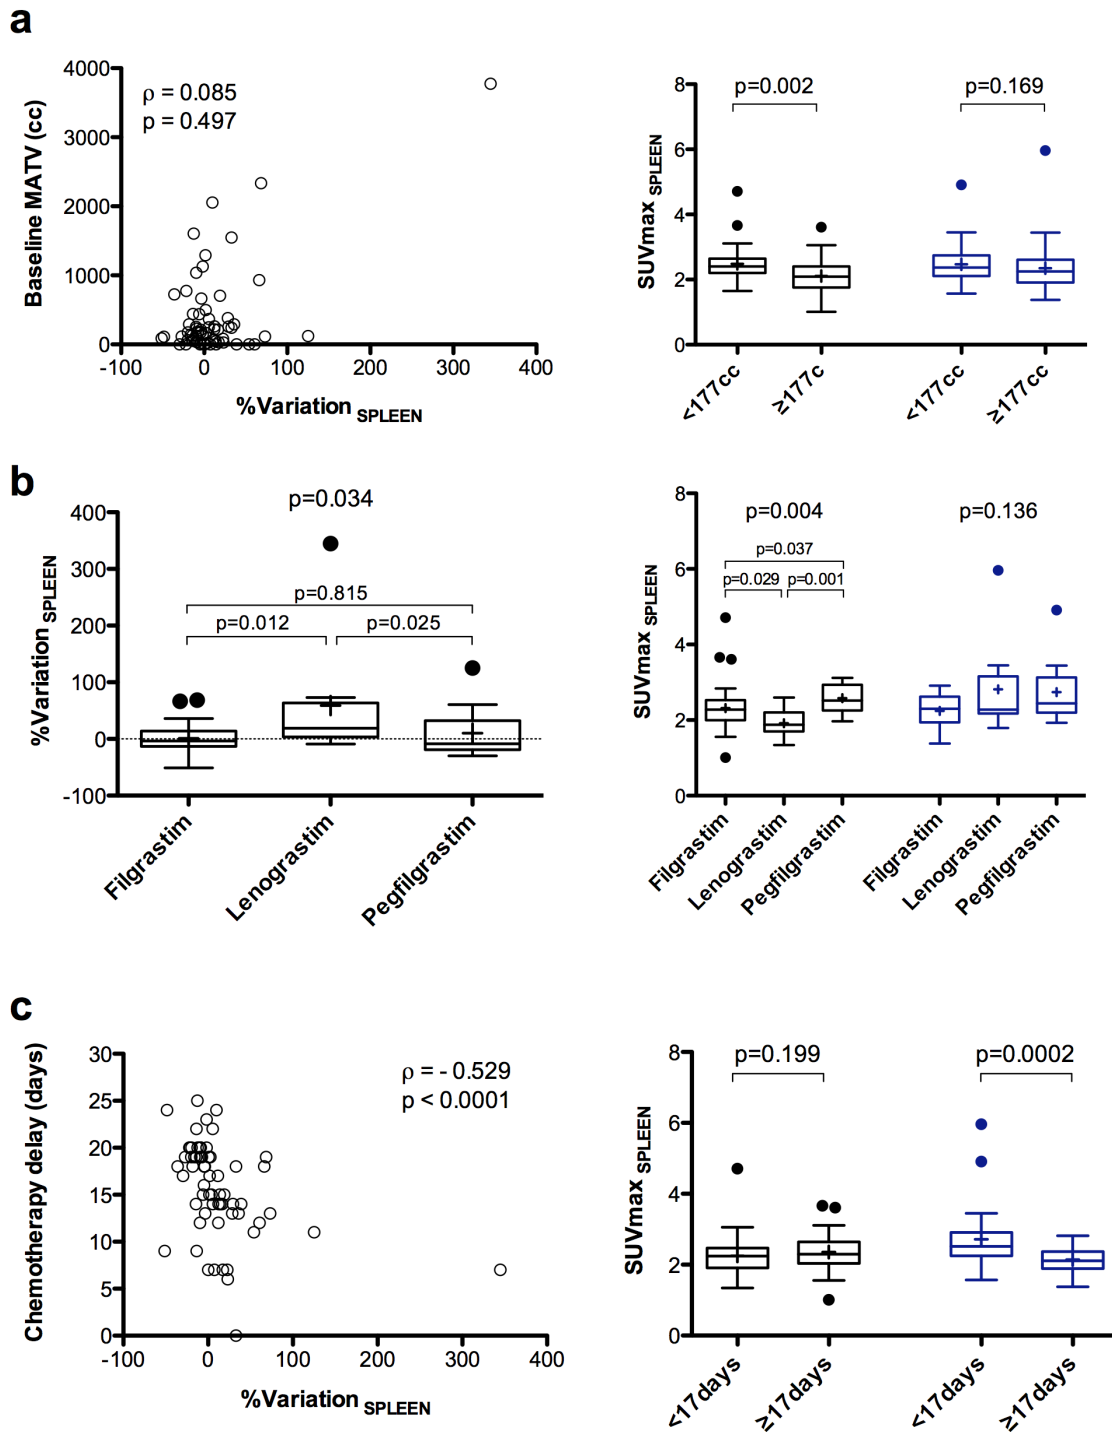 a
4000
3000
2000
1000
0
-100 0 100 200 300 400
Baseline MATV (cc)
ρ = 0.085
p = 0.497
%Variation SPLEEN
8
6
4
2
0
SUVmax SPLEEN
p=0.002
p=0.169
<177cc
≥177c
<177cc
≥177cc
b
400
300
200
100
0
-100
%Variation SPLEEN
p=0.034
p=0.815
p=0.012
p=0.025
Filgrastim
Lenograstim
Pegfilgrastim
8
6
4
2
0
SUVmax SPLEEN
p=0.004
p=0.136
p=0.037
p=0.029
p=0.001
Filgrastim
Lenograstim
Pegfilgrastim
Filgrastim
Lenograstim
Pegfilgrastim
c
30
25
20
15
10
5
0
-100 0 100 200 300 400
Chemotherapy delay (days)
ρ = - 0.529
p < 0.0001
%Variation SPLEEN
8
6
4
2
0
SUVmax SPLEEN
p=0.199
p=0.0002
<17days
≥17days
<17days
≥17days